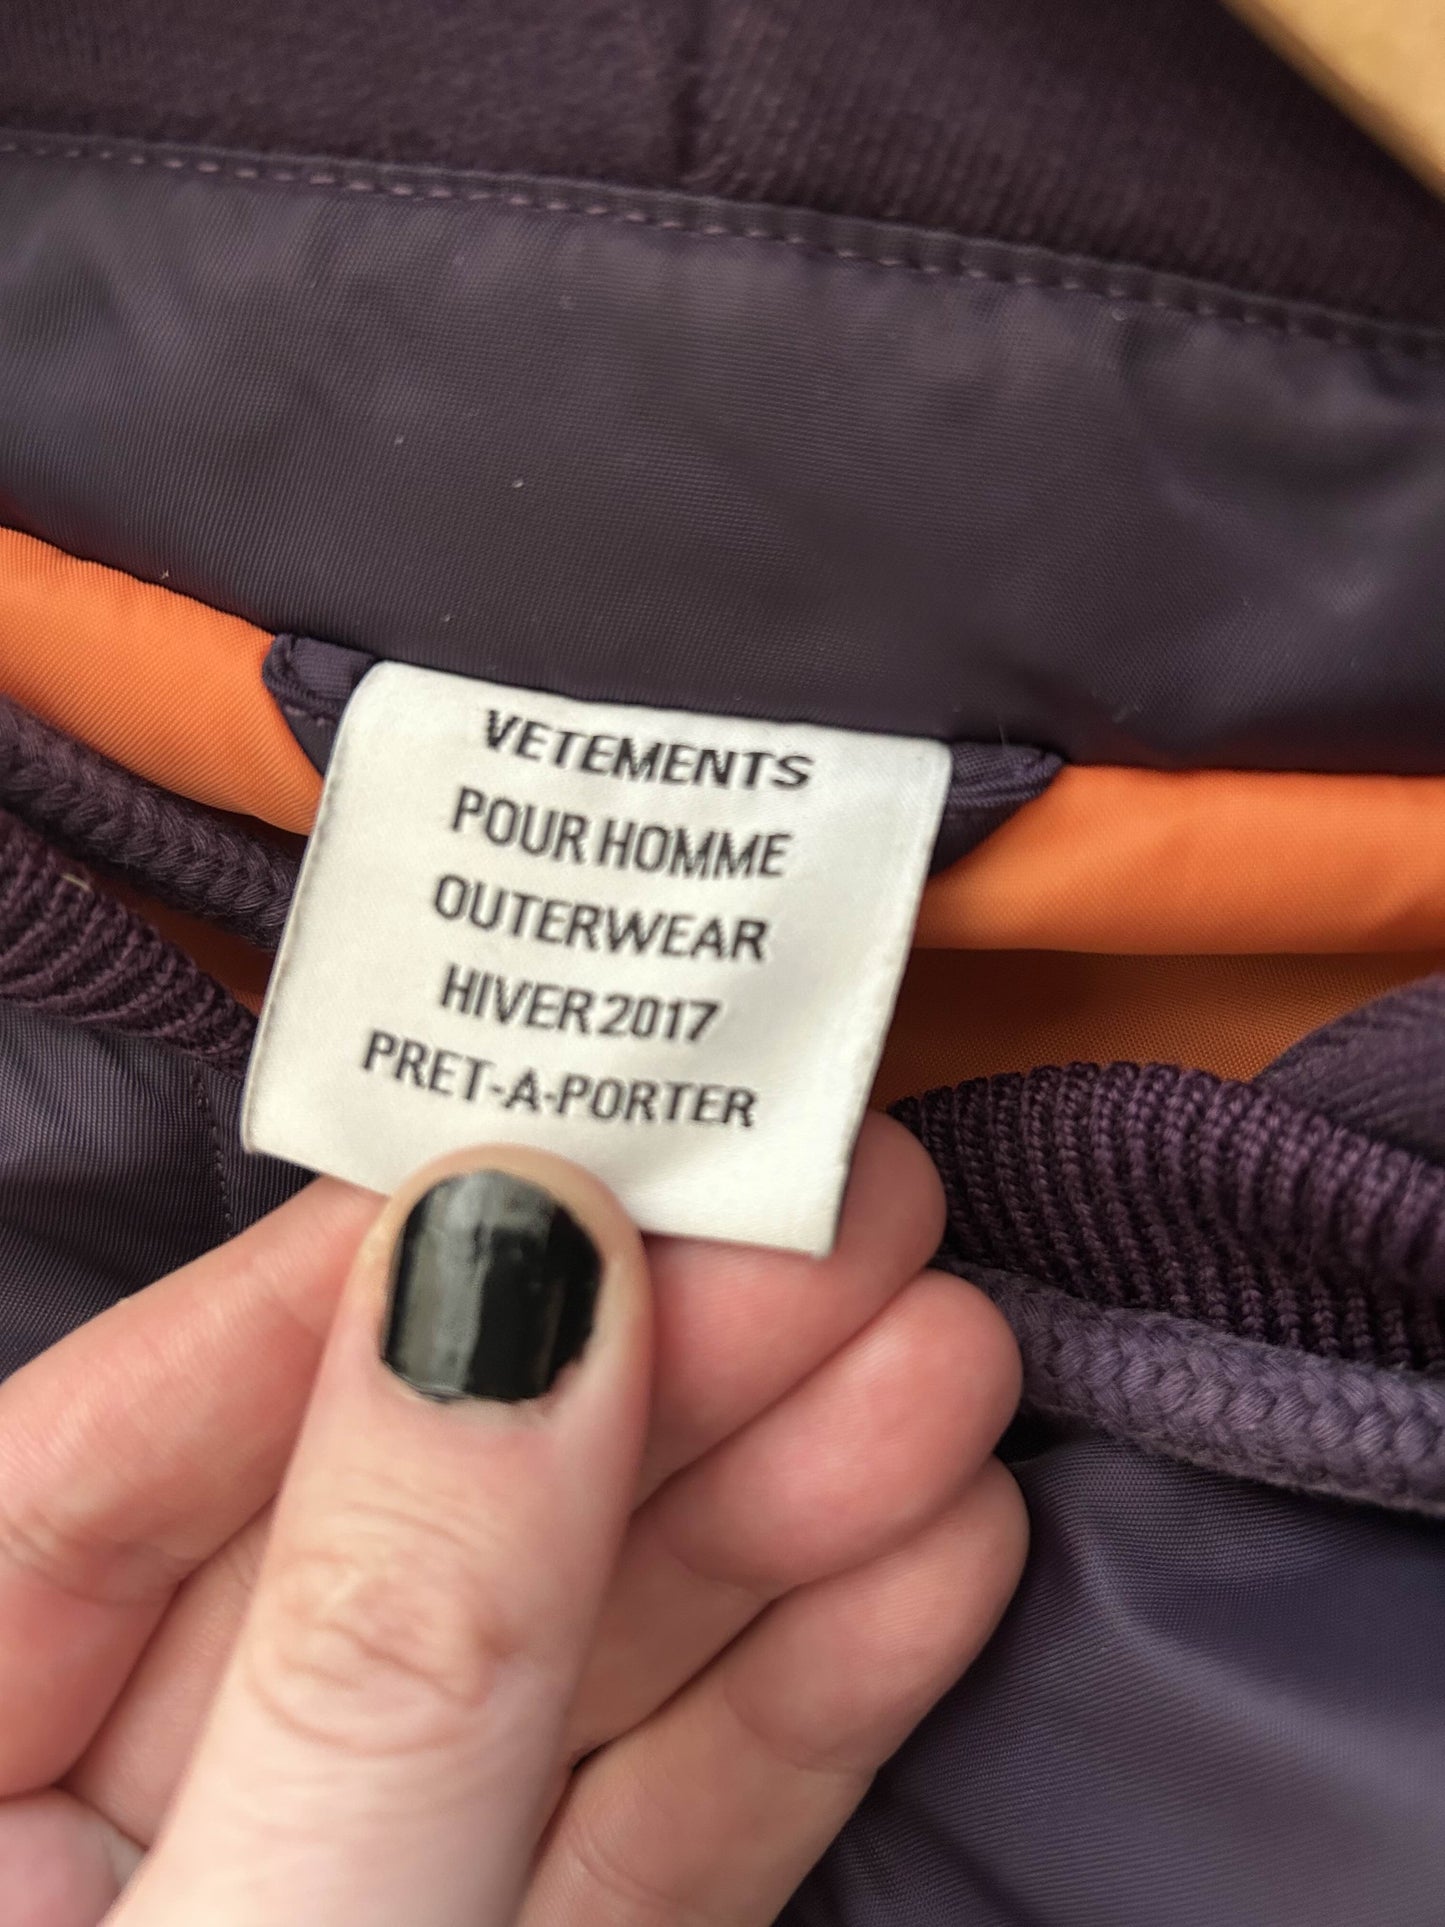 VETEMENTS
POUR HOMME
OUTERWEAR
HIVER 2017
PRET-A-PORTER